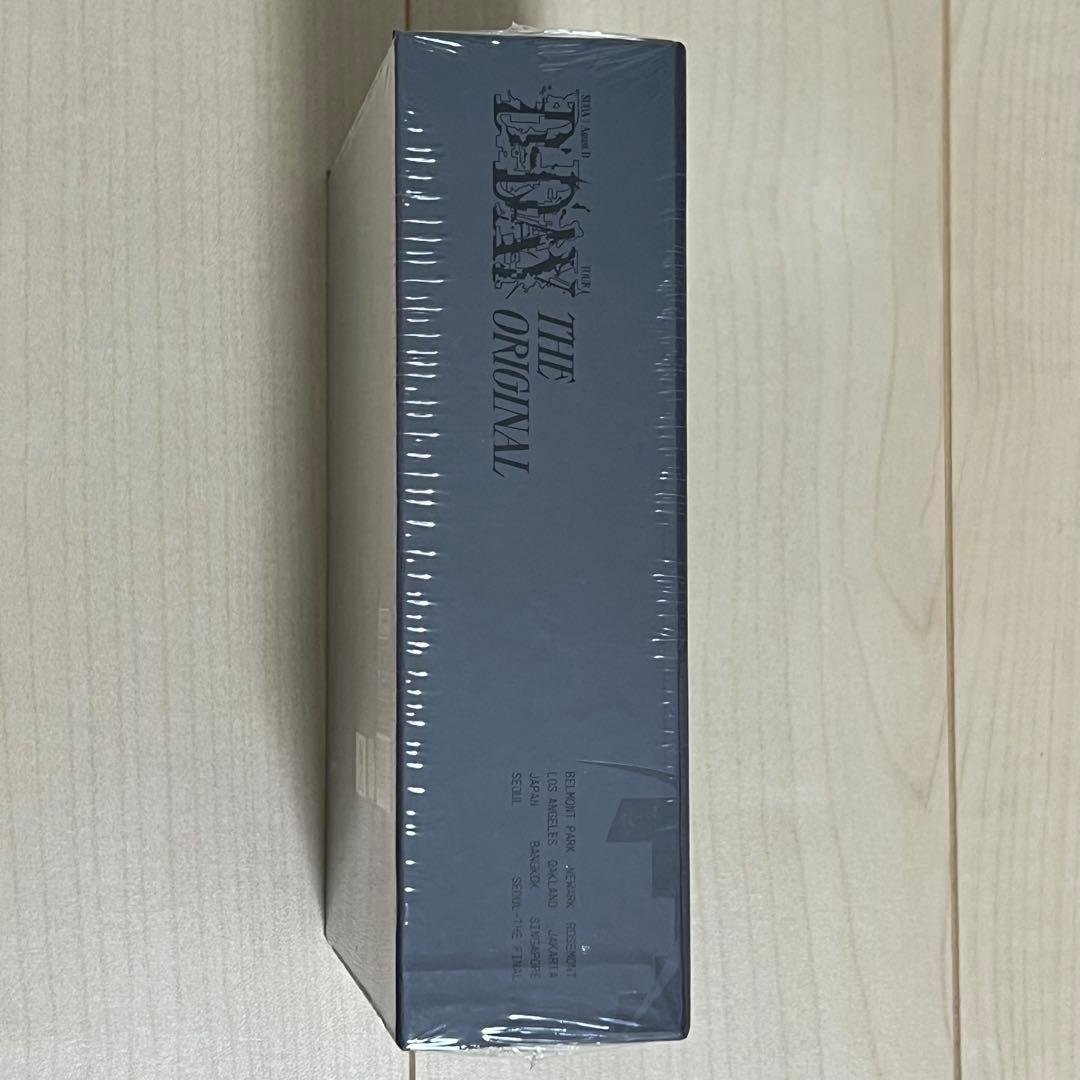 SUGA | Agust D
D-DAY
TOUR
THE
ORIGINAL
BELMONT PARK NEWARK ROSEMONT
LOS ANGELES OAKLAND JAKARTA
JAPAN BANGKOK SINGAPORE
SEOUL SEOUL-THE FINAL